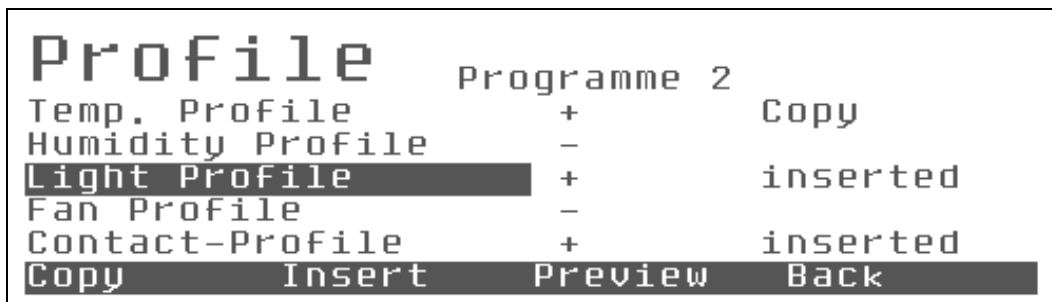 Profile Programme 2
Temp. Profile + Copy
Humidity Profile -
Light Profile + inserted
Fan Profile -
Contact-Profile + inserted
Copy Insert Preview Back